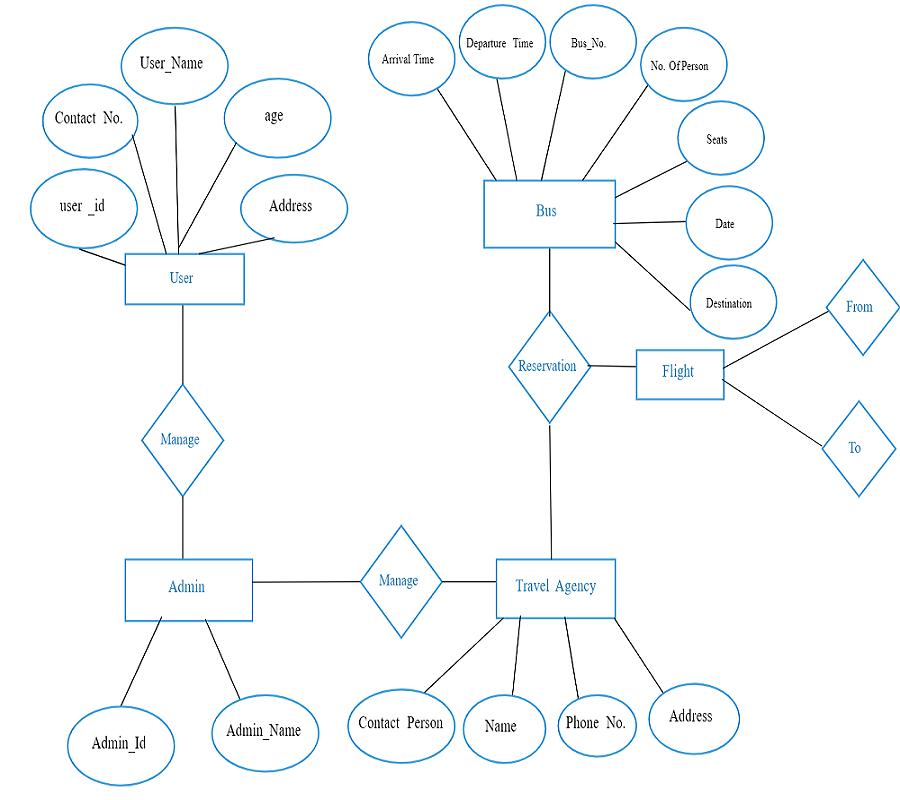 User_Name
Contact No.
age
user _id
Address
User
Arrival Time
Departure Time
Bus_No.
No. Of Person
Seats
Bus
Date
Destination
From
Reservation
Flight
To
Manage
Admin
Manage
Travel Agency
Admin_Id
Admin_Name
Contact Person
Name
Phone No.
Address